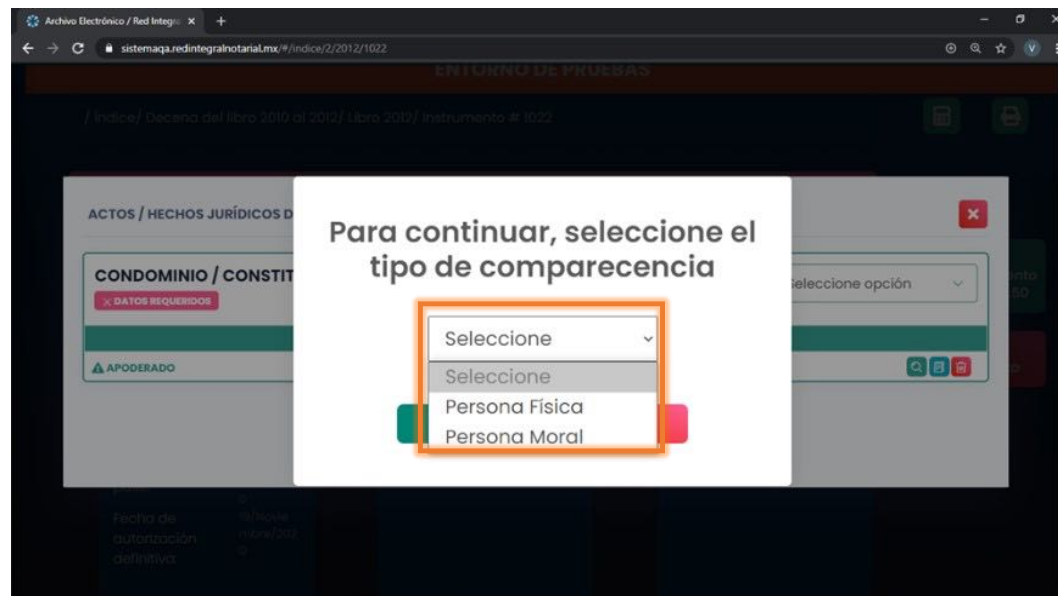 Archivo Electrónico / Red Integr
sistemaqa.redintegralnotarial.mx/#/indice/2/2012/1022
V
ENTORNO DE PRUEBAS
/ Índice/ Decena del libro 2010 al 2012/ Libro 2012/ Instrumento # 1022
ACTOS / HECHOS JURÍDICOS D
Para continuar, seleccione el
tipo de comparecencia
CONDOMINIO / CONSTIT
DATOS REQUERIDOS
eleccione opción
Seleccione
APODERADO
Seleccione
Persona Física
Persona Moral
Fecha de
autorización
definitiva